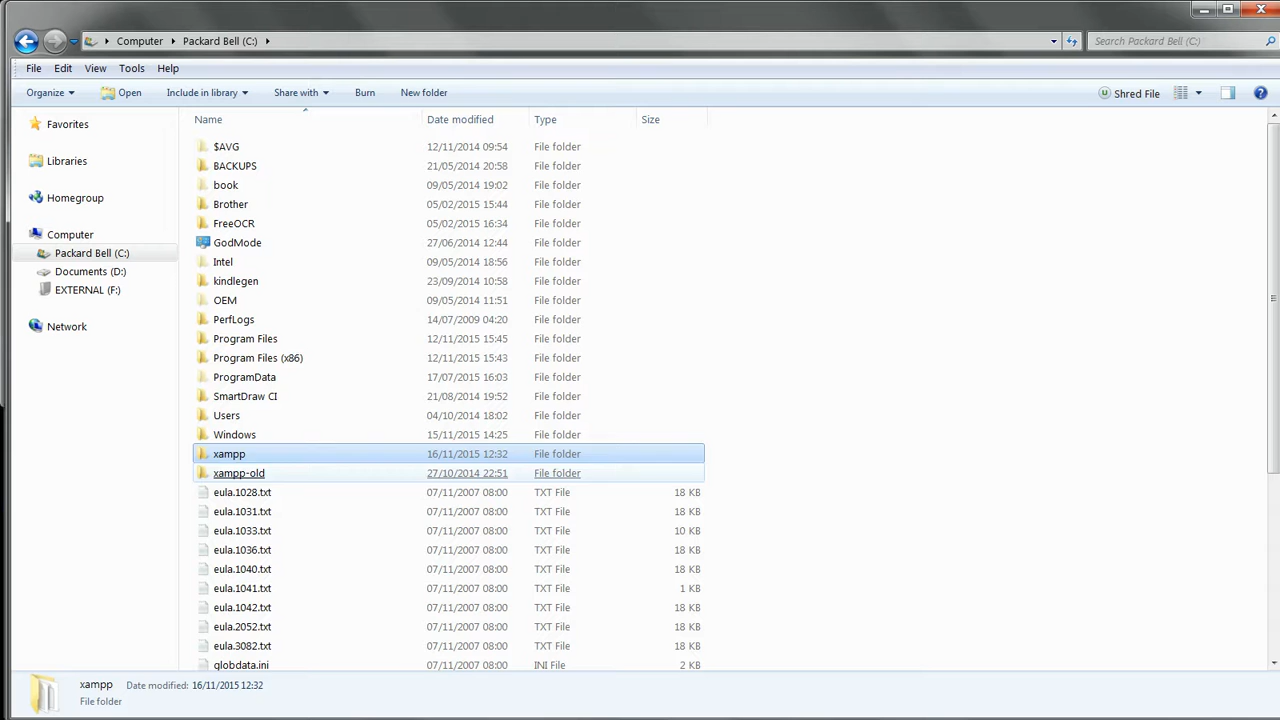 Computer Packard Bell (C:) Search Packard Bell (C:)
File Edit View Tools Help
Organize Open Include in library Share with Burn New folder Shred File
Name Date modified Type Size
Favorites
Libraries
Homegroup
Computer
Packard Bell (C:)
Documents (D:)
EXTERNAL (F:)
Network
$AVG 12/11/2014 09:54 File folder
BACKUPS 21/05/2014 20:58 File folder
book 09/05/2014 19:02 File folder
Brother 05/02/2015 15:44 File folder
FreeOCR 05/02/2015 16:34 File folder
GodMode 27/06/2014 12:44 File folder
Intel 09/05/2014 18:56 File folder
kindlegen 23/09/2014 10:58 File folder
OEM 09/05/2014 11:51 File folder
PerfLogs 14/07/2009 04:20 File folder
Program Files 12/11/2015 15:45 File folder
Program Files (x86) 12/11/2015 15:43 File folder
ProgramData 17/07/2015 16:03 File folder
SmartDraw CI 21/08/2014 19:52 File folder
Users 04/10/2014 18:02 File folder
Windows 15/11/2015 14:25 File folder
xampp 16/11/2015 12:32 File folder
xampp-old 27/10/2014 22:51 File folder
eula.1028.txt 07/11/2007 08:00 TXT File 18 KB
eula.1031.txt 07/11/2007 08:00 TXT File 18 KB
eula.1033.txt 07/11/2007 08:00 TXT File 10 KB
eula.1036.txt 07/11/2007 08:00 TXT File 18 KB
eula.1040.txt 07/11/2007 08:00 TXT File 18 KB
eula.1041.txt 07/11/2007 08:00 TXT File 1 KB
eula.1042.txt 07/11/2007 08:00 TXT File 18 KB
eula.2052.txt 07/11/2007 08:00 TXT File 18 KB
eula.3082.txt 07/11/2007 08:00 TXT File 18 KB
globdata.ini 07/11/2007 08:00 INI File 2 KB
xampp Date modified: 16/11/2015 12:32
File folder